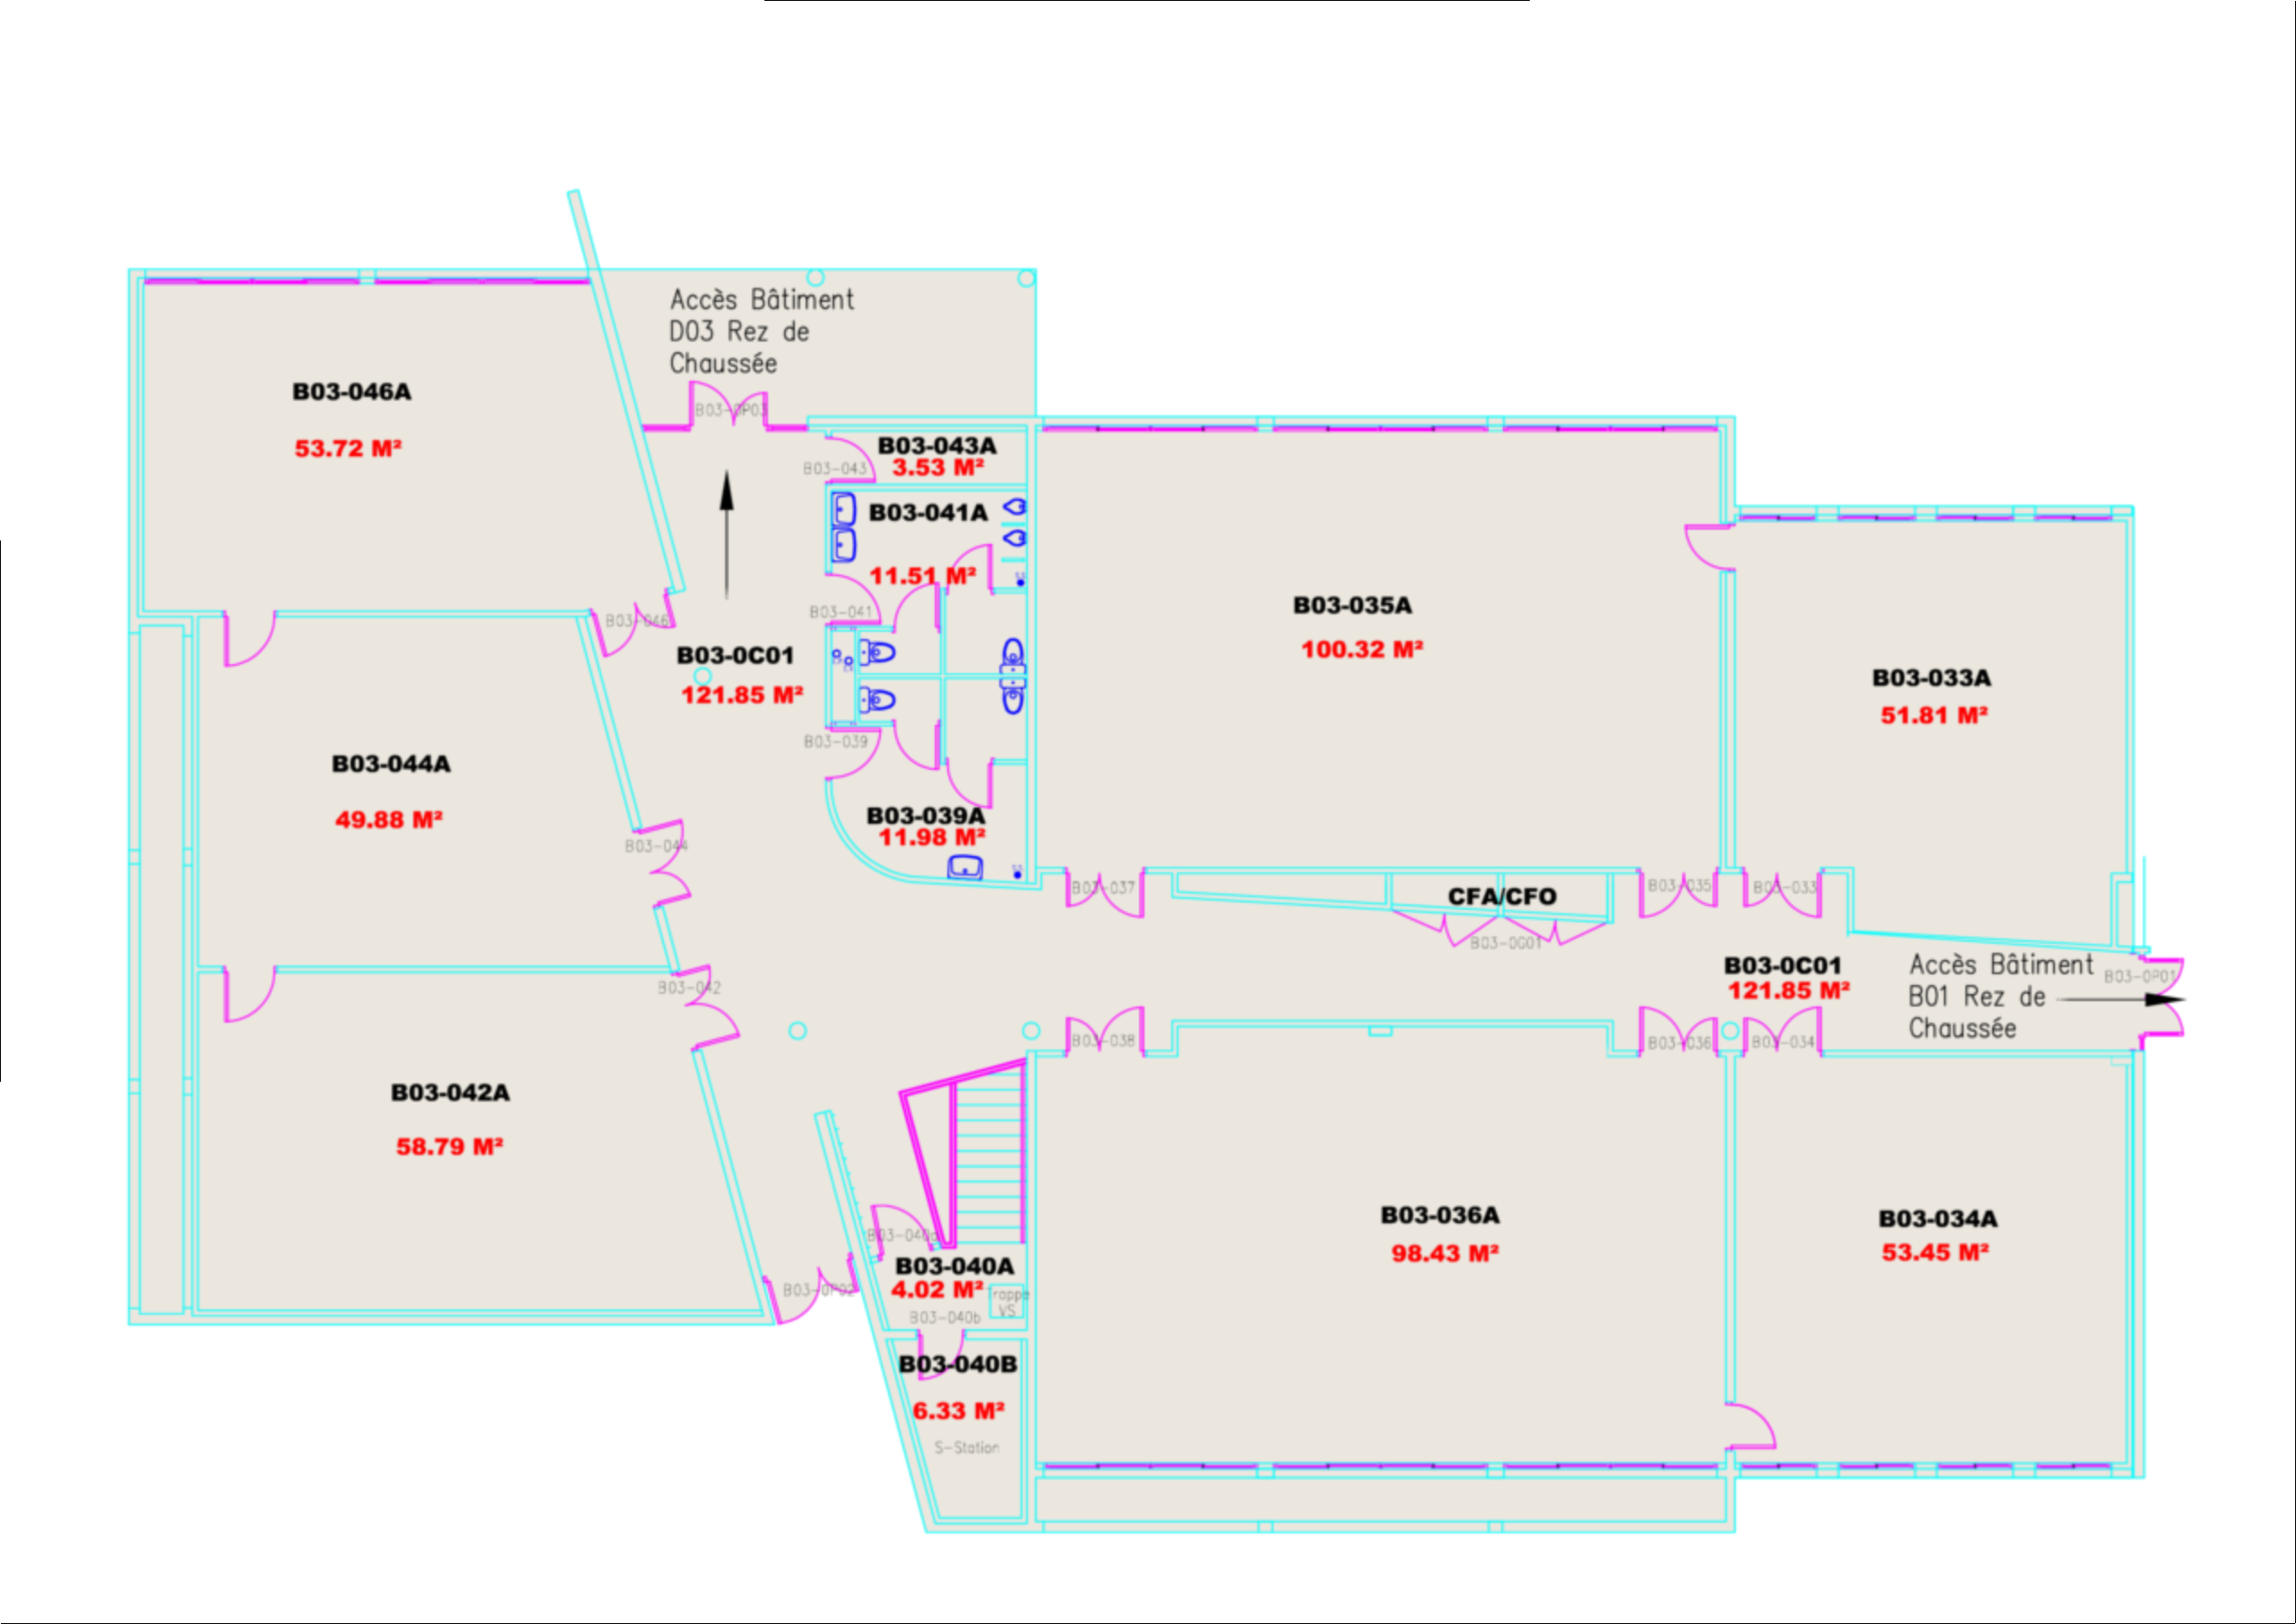 Accès Bâtiment
D03 Rez de
Chaussée
B03-046A
53.72 M²
B03-0P03
B03-043A
3.53 M²
B03-043
B03-041A
11.51 M²
B03-041
B03-046
B03-0C01
121.85 M²
B03-035A
100.32 M²
B03-033A
51.81 M²
B03-039
B03-044A
49.88 M²
B03-044
B03-039A
11.98 M²
B03-037
CFA/CFO
B03-035
B03-033
B03-0G01
B03-0C01
121.85 M²
Accès Bâtiment
B01 Rez de
Chaussée
B03-0P01
B03-042
B03-038
B03-036
B03-034
B03-042A
58.79 M²
B03-036A
98.43 M²
B03-034A
53.45 M²
B03-040a
B03-040A
4.02 M²
Trappe
VS
B03-0P02
B03-040b
B03-040B
6.33 M²
S-Station